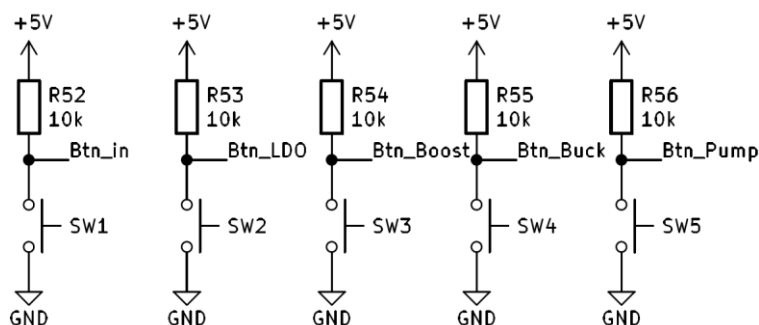 +5V +5V +5V +5V +5V
R52 R53 R54 R55 R56
10k 10k 10k 10k 10k
Btn_in Btn_LDO Btn_Boost Btn_Buck Btn_Pump
SW1 SW2 SW3 SW4 SW5
GND GND GND GND GND